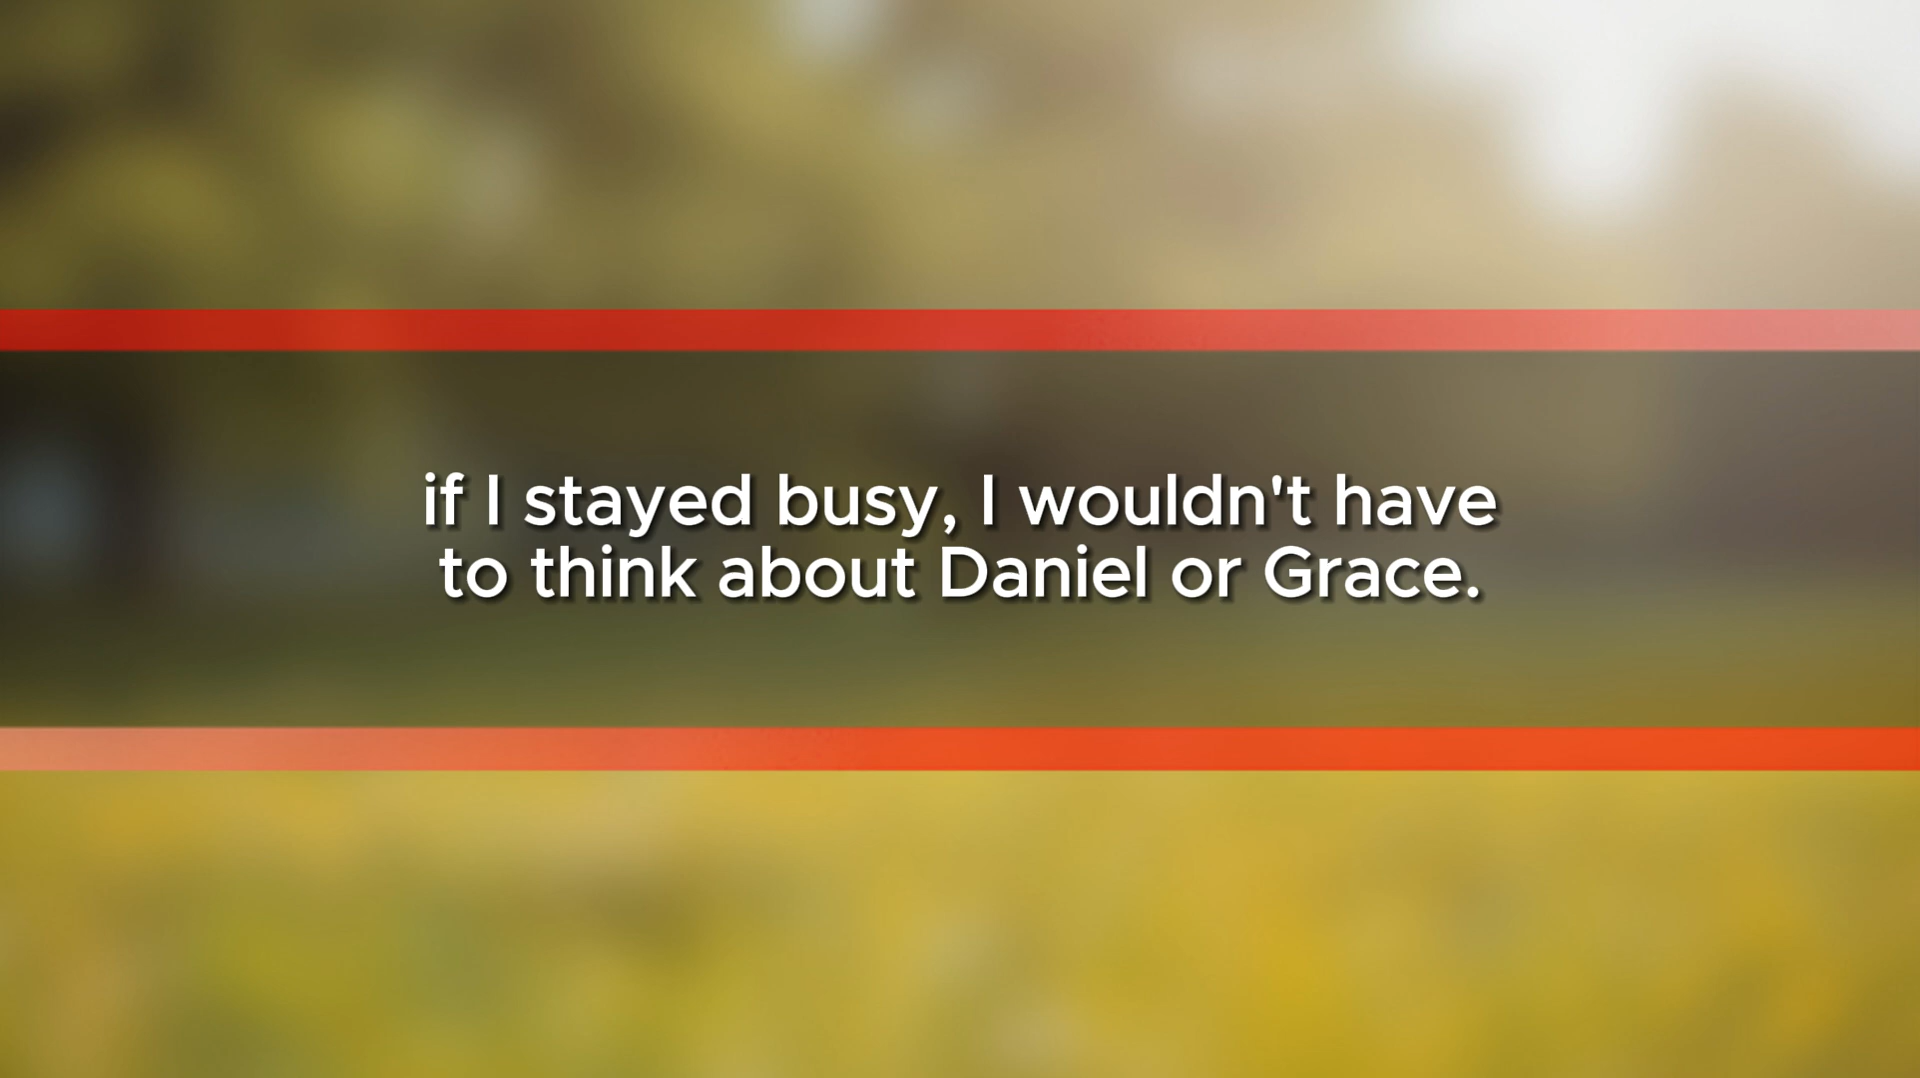 if I stayed busy, I wouldn't have
to think about Daniel or Grace.